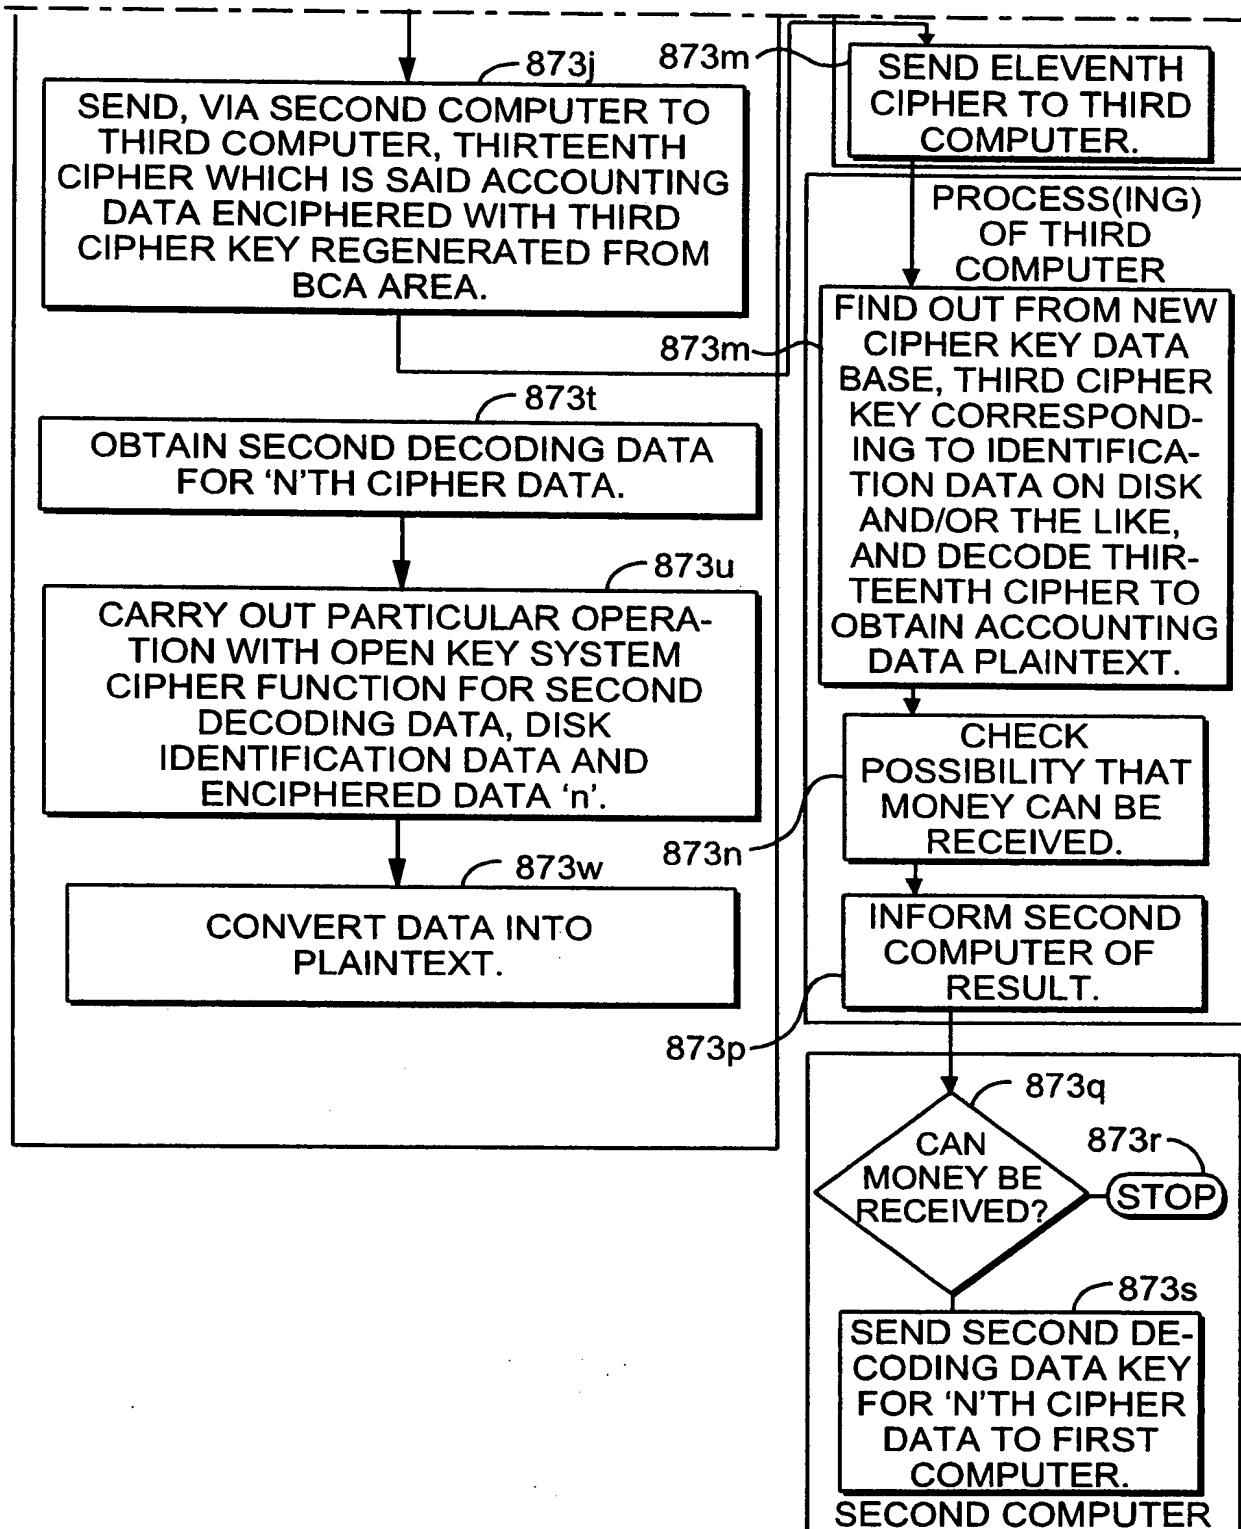 873j
SEND, VIA SECOND COMPUTER TO
THIRD COMPUTER, THIRTEENTH
CIPHER WHICH IS SAID ACCOUNTING
DATA ENCIPHERED WITH THIRD
CIPHER KEY REGENERATED FROM
BCA AREA.
873t
OBTAIN SECOND DECODING DATA
FOR ‘N’TH CIPHER DATA.
873u
CARRY OUT PARTICULAR OPERA-
TION WITH OPEN KEY SYSTEM
CIPHER FUNCTION FOR SECOND
DECODING DATA, DISK
IDENTIFICATION DATA AND
ENCIPHERED DATA ‘n’.
873w
CONVERT DATA INTO
PLAINTEXT.
873m
SEND ELEVENTH
CIPHER TO THIRD
COMPUTER.
PROCESS(ING)
OF THIRD
COMPUTER
873m
FIND OUT FROM NEW
CIPHER KEY DATA
BASE, THIRD CIPHER
KEY CORRESPOND-
ING TO IDENTIFICA-
TION DATA ON DISK
AND/OR THE LIKE,
AND DECODE THIR-
TEENTH CIPHER TO
OBTAIN ACCOUNTING
DATA PLAINTEXT.
CHECK
POSSIBILITY THAT
MONEY CAN BE
RECEIVED.
873n
INFORM SECOND
COMPUTER OF
RESULT.
873p
873q
CAN
MONEY BE
RECEIVED?
873r
STOP
873s
SEND SECOND DE-
CODING DATA KEY
FOR ‘N’TH CIPHER
DATA TO FIRST
COMPUTER.
SECOND COMPUTER